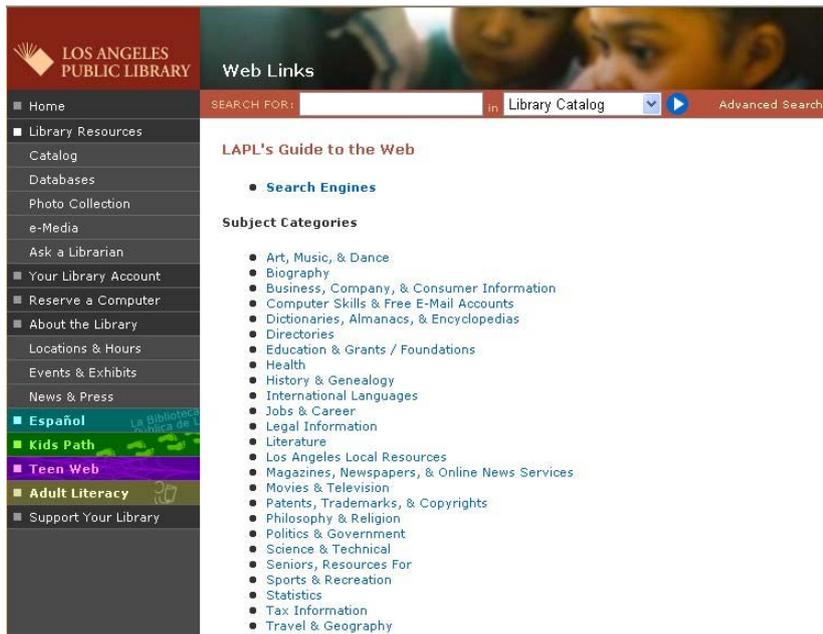 LOS ANGELES
PUBLIC LIBRARY
Web Links
SEARCH FOR:
in
Library Catalog
Advanced Search
Home
Library Resources
Catalog
Databases
Photo Collection
e-Media
Ask a Librarian
Your Library Account
Reserve a Computer
About the Library
Locations & Hours
Events & Exhibits
News & Press
Español
La Biblioteca
Pública de L
Kids Path
Teen Web
Adult Literacy
Support Your Library
LAPL's Guide to the Web
Search Engines
Subject Categories
Art, Music, & Dance
Biography
Business, Company, & Consumer Information
Computer Skills & Free E-Mail Accounts
Dictionaries, Almanacs, & Encyclopedias
Directories
Education & Grants / Foundations
Health
History & Genealogy
International Languages
Jobs & Career
Legal Information
Literature
Los Angeles Local Resources
Magazines, Newspapers, & Online News Services
Movies & Television
Patents, Trademarks, & Copyrights
Philosophy & Religion
Politics & Government
Science & Technical
Seniors, Resources For
Sports & Recreation
Statistics
Tax Information
Travel & Geography